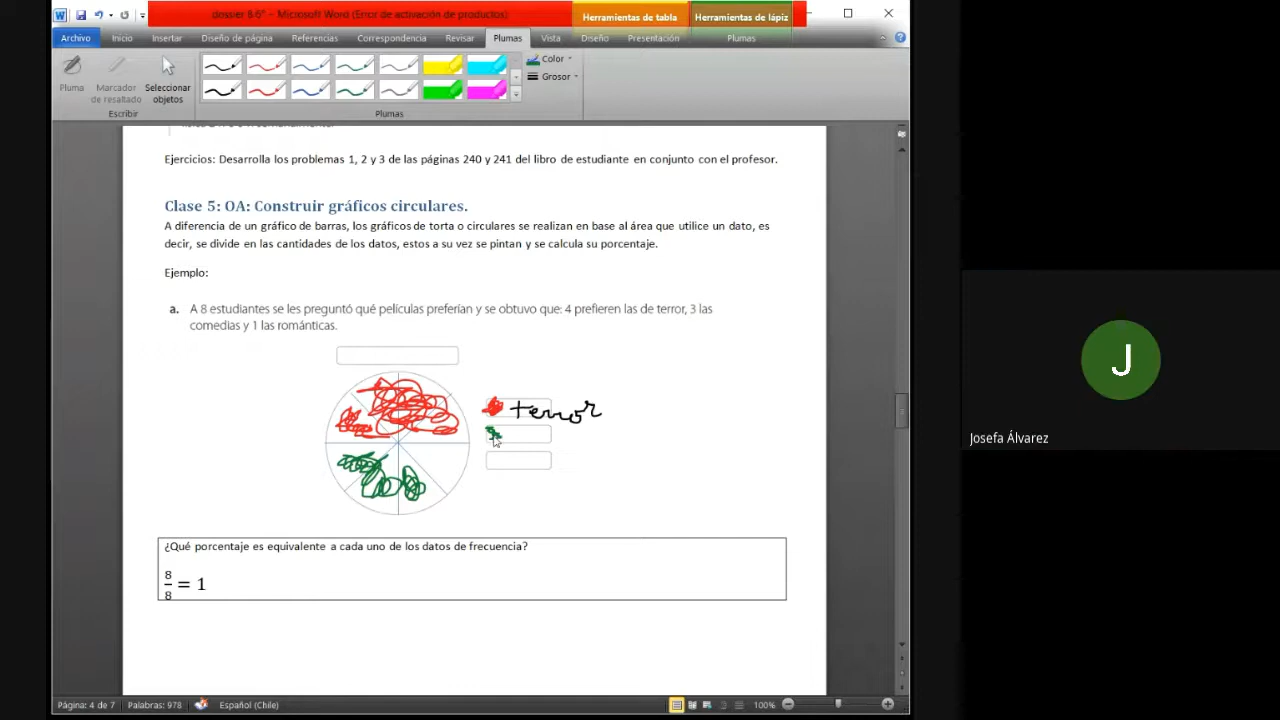 dossier 8.6° - Microsoft Word (Error de activación de productos)
Herramientas de tabla
Herramientas de lápiz
Archivo
Inicio
Insertar
Diseño de página
Referencias
Correspondencia
Revisar
Plumas
Vista
Diseño
Presentación
Plumas
Pluma
Marcador de resaltado
Seleccionar objetos
Color
Grosor
Escribir
Plumas
Ejercicios: Desarrolla los problemas 1, 2 y 3 de las páginas 240 y 241 del libro de estudiante en conjunto con el profesor.
Clase 5: OA: Construir gráficos circulares.
A diferencia de un gráfico de barras, los gráficos de torta o circulares se realizan en base al área que utilice un dato, es
decir, se divide en las cantidades de los datos, estos a su vez se pintan y se calcula su porcentaje.
Ejemplo:
a. A 8 estudiantes se les preguntó qué películas preferían y se obtuvo que: 4 prefieren las de terror, 3 las
comedias y 1 las románticas.
terror
¿Qué porcentaje es equivalente a cada uno de los datos de frecuencia?
8/8 = 1
J
Josefa Álvarez
Página: 4 de 7
Palabras: 978
Español (Chile)
100%